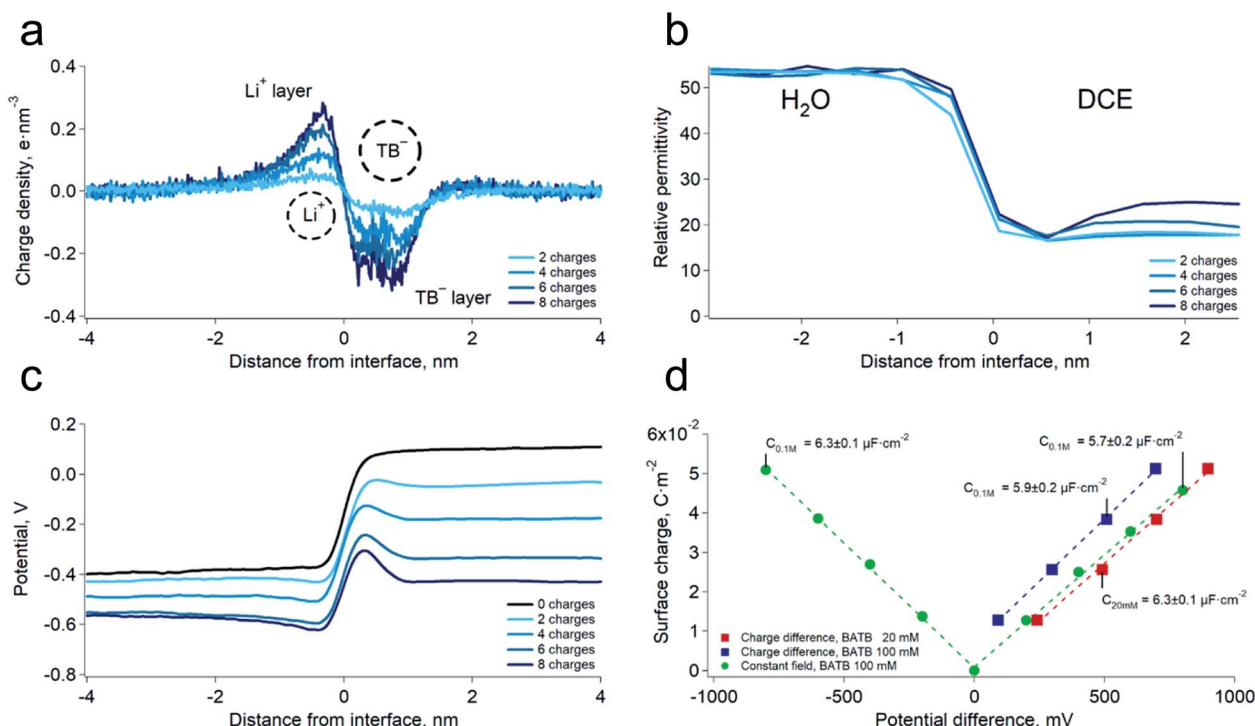 a
0.4
0.2
0.0
-0.2
-0.4
Charge density, e·nm⁻³
Li⁺ layer
TB⁻
Li⁺
TB⁻ layer
2 charges
4 charges
6 charges
8 charges
-4
-2
0
2
4
Distance from interface, nm
b
50
40
30
20
10
0
Relative permittivity
H₂O
DCE
2 charges
4 charges
6 charges
8 charges
-2
-1
0
1
2
Distance from interface, nm
c
0.2
0.0
-0.2
-0.4
-0.6
-0.8
Potential, V
0 charges
2 charges
4 charges
6 charges
8 charges
-4
-2
0
2
4
Distance from interface, nm
d
6x10⁻²
5
4
3
2
1
0
Surface charge, C·m⁻²
C0.1M = 6.3±0.1 μF·cm⁻²
C0.1M = 5.7±0.2 μF·cm⁻²
C0.1M = 5.9±0.2 μF·cm⁻²
C20mM = 6.3±0.1 μF·cm⁻²
Charge difference, BATB 20 mM
Charge difference, BATB 100 mM
Constant field, BATB 100 mM
-1000
-500
0
500
1000
Potential difference, mV